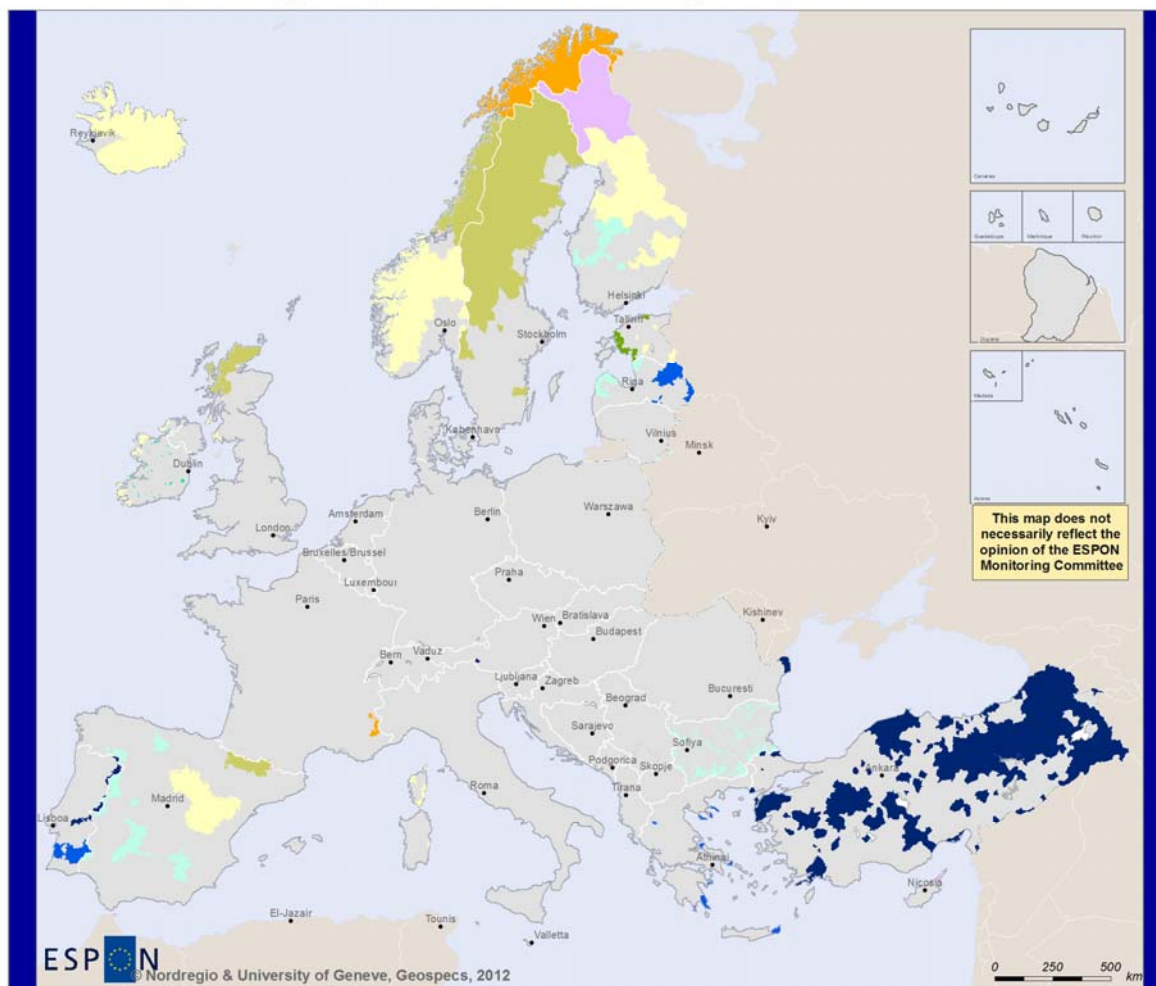 Reykjavik
Canarias
Guadeloupe
Martinique
Réunion
Guyane
Madeira
Açores
Helsinki
Tallinn
Oslo
Stockholm
Riga
København
Vilnius
Minsk
Dublin
London
Amsterdam
Berlin
Warszawa
Kyiv
Bruxelles/Brussel
Luxembour
Praha
Paris
Kishinev
Wien
Bratislava
Budapest
Bern
Vaduz
Ljubljana
Zagreb
Beograd
Bucuresti
Sarajevo
Sofiya
Podgorica
Skopje
Tirana
Ankara
Roma
Madrid
Lisboa
Athinai
Nicosia
El-Jazair
Tounis
Valletta
This map does not
necessarily reflect the
opinion of the ESPON
Monitoring Committee
ESPON
© Nordregio & University of Geneve, Geospecs, 2012
0 250 500
km